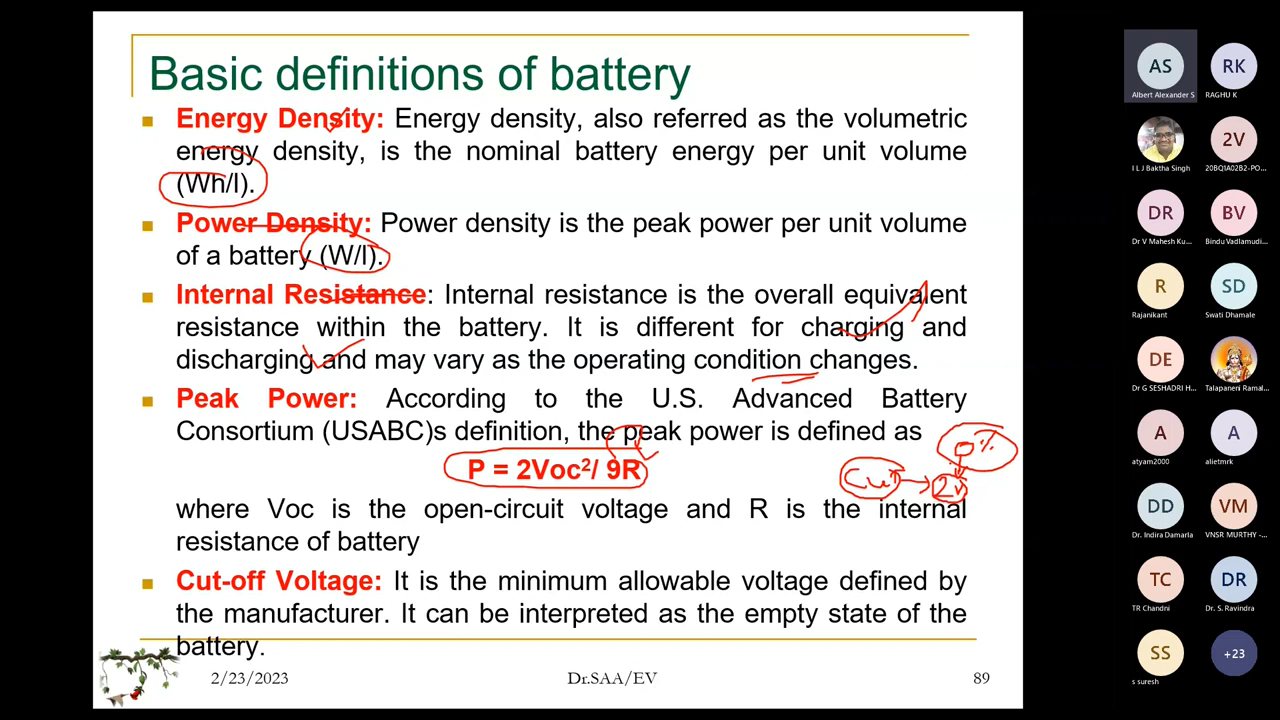 Basic definitions of battery
Energy Density: Energy density, also referred as the volumetric
energy density, is the nominal battery energy per unit volume
(Wh/l).
Power Density: Power density is the peak power per unit volume
of a battery (W/l).
Internal Resistance: Internal resistance is the overall equivalent
resistance within the battery. It is different for charging and
discharging and may vary as the operating condition changes.
Peak Power: According to the U.S. Advanced Battery
Consortium (USABC)s definition, the peak power is defined as
P = 2Voc²/ 9R
0%
Cut
2V
where Voc is the open-circuit voltage and R is the internal
resistance of battery
Cut-off Voltage: It is the minimum allowable voltage defined by
the manufacturer. It can be interpreted as the empty state of the
battery.
2/23/2023
Dr.SAA/EV
89
AS
Albert Alexander S
RK
RAGHU K
I L J Baktha Singh
2V
20BQ1A02B2-PO...
DR
Dr V Mahesh Ku...
BV
Bindu Vadlamudi...
R
Rajanikant
SD
Swati Dhamale
DE
Dr G SESHADRI H...
Talapaneni Ramal...
A
atyam2000
A
alietmrk
DD
Dr. Indira Damarla
VM
VNSR MURTHY -...
TC
TR Chandni
DR
Dr. S. Ravindra
SS
s suresh
+23